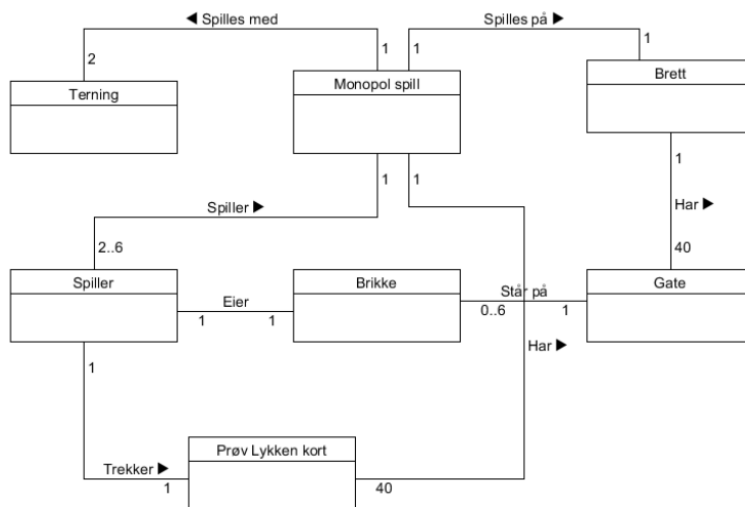 ◄ Spilles med
Spilles på ►
2
1
1
1
Terning
Monopol spill
Brett
1
1
1
Spiller ►
Har ►
2..6
40
Spiller
Brikke
Gate
Eier
Står på
1
1
0..6
1
1
Har ►
Prøv Lykken kort
Trekker ►
1
40